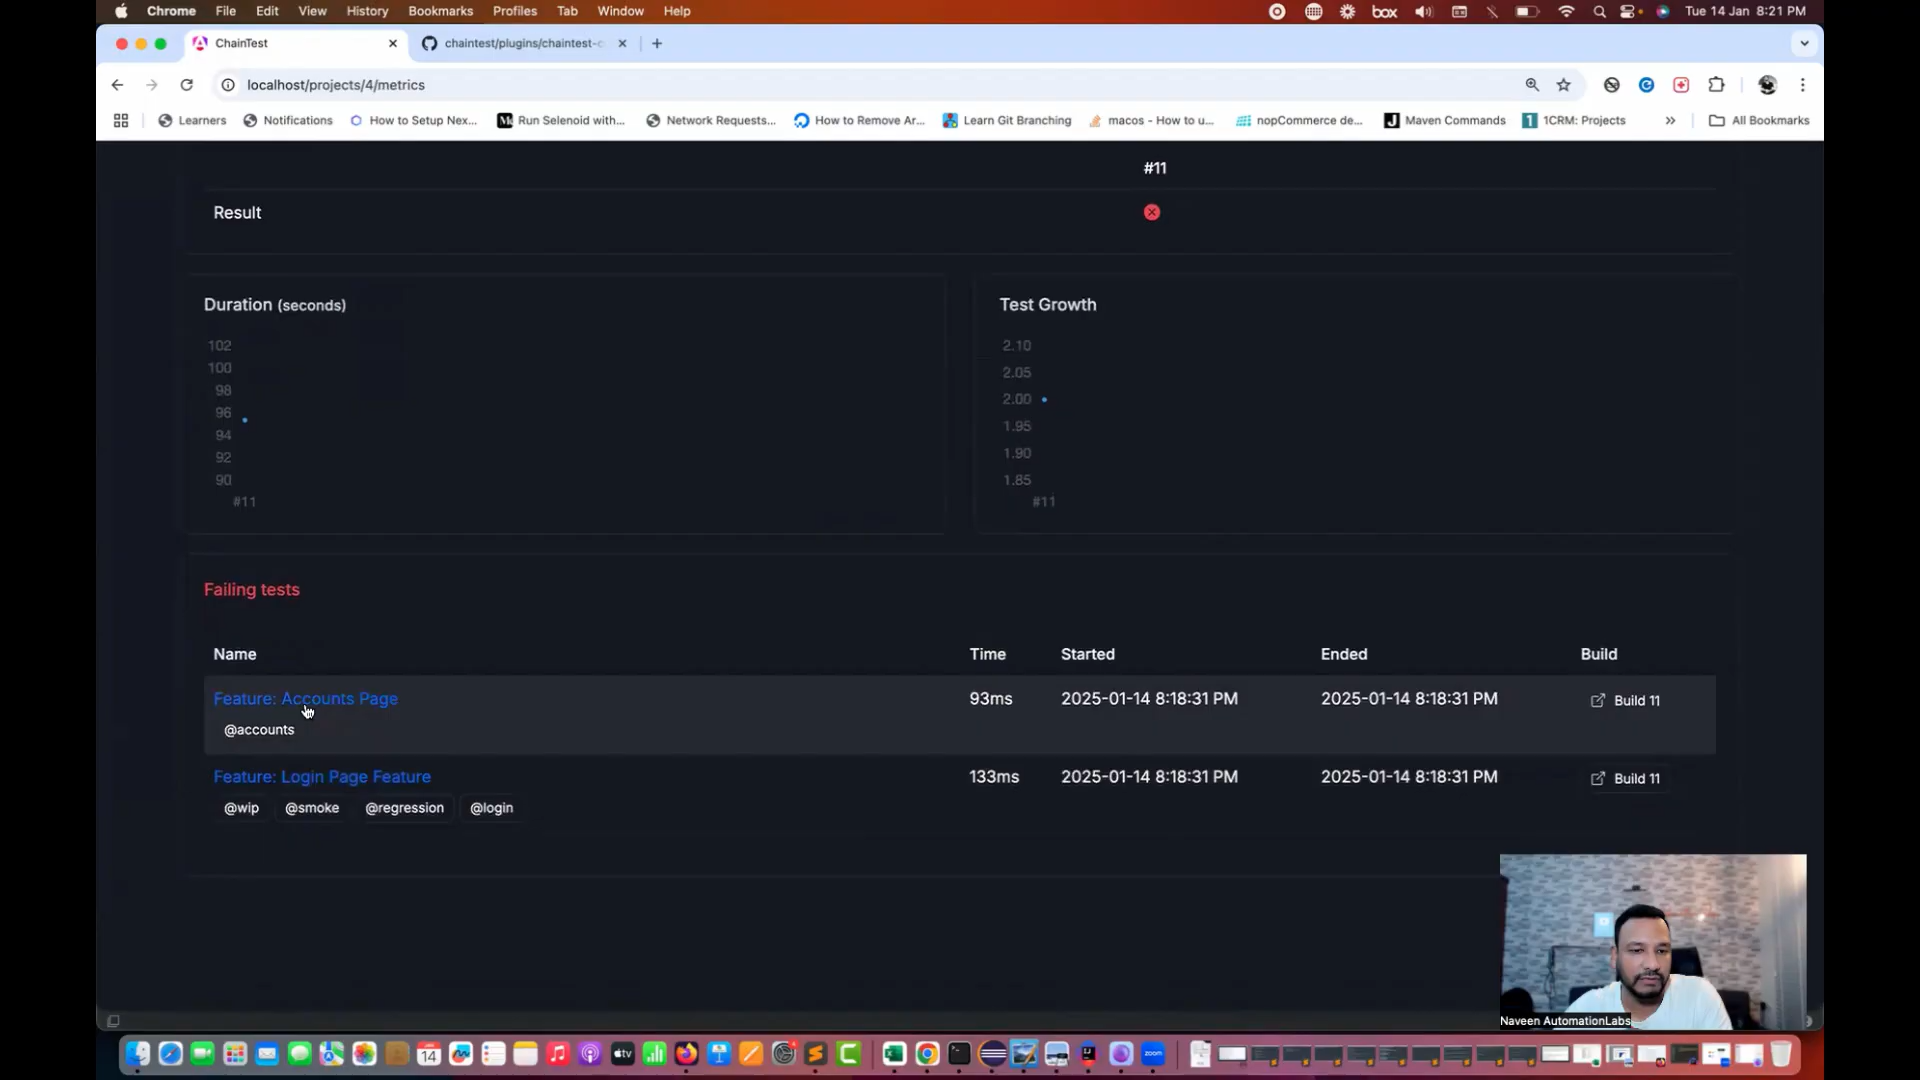 Chrome File Edit View History Bookmarks Profiles Tab Window Help box Tue 14 Jan 8:21 PM
ChainTest chaintest/plugins/chaintest-c
localhost/projects/4/metrics
Learners Notifications How to Setup Nex... Run Selenoid with... Network Requests... How to Remove Ar... Learn Git Branching macos - How to u... nopCommerce de... Maven Commands 1CRM: Projects All Bookmarks
#11
Result
Duration (seconds)
102
100
98
96
94
92
90
#11
Test Growth
2.10
2.05
2.00
1.95
1.90
1.85
#11
Failing tests
Name Time Started Ended Build
Feature: Accounts Page 93ms 2025-01-14 8:18:31 PM 2025-01-14 8:18:31 PM Build 11
@accounts
Feature: Login Page Feature 133ms 2025-01-14 8:18:31 PM 2025-01-14 8:18:31 PM Build 11
@wip @smoke @regression @login
Naveen AutomationLabs
14 tv zoom